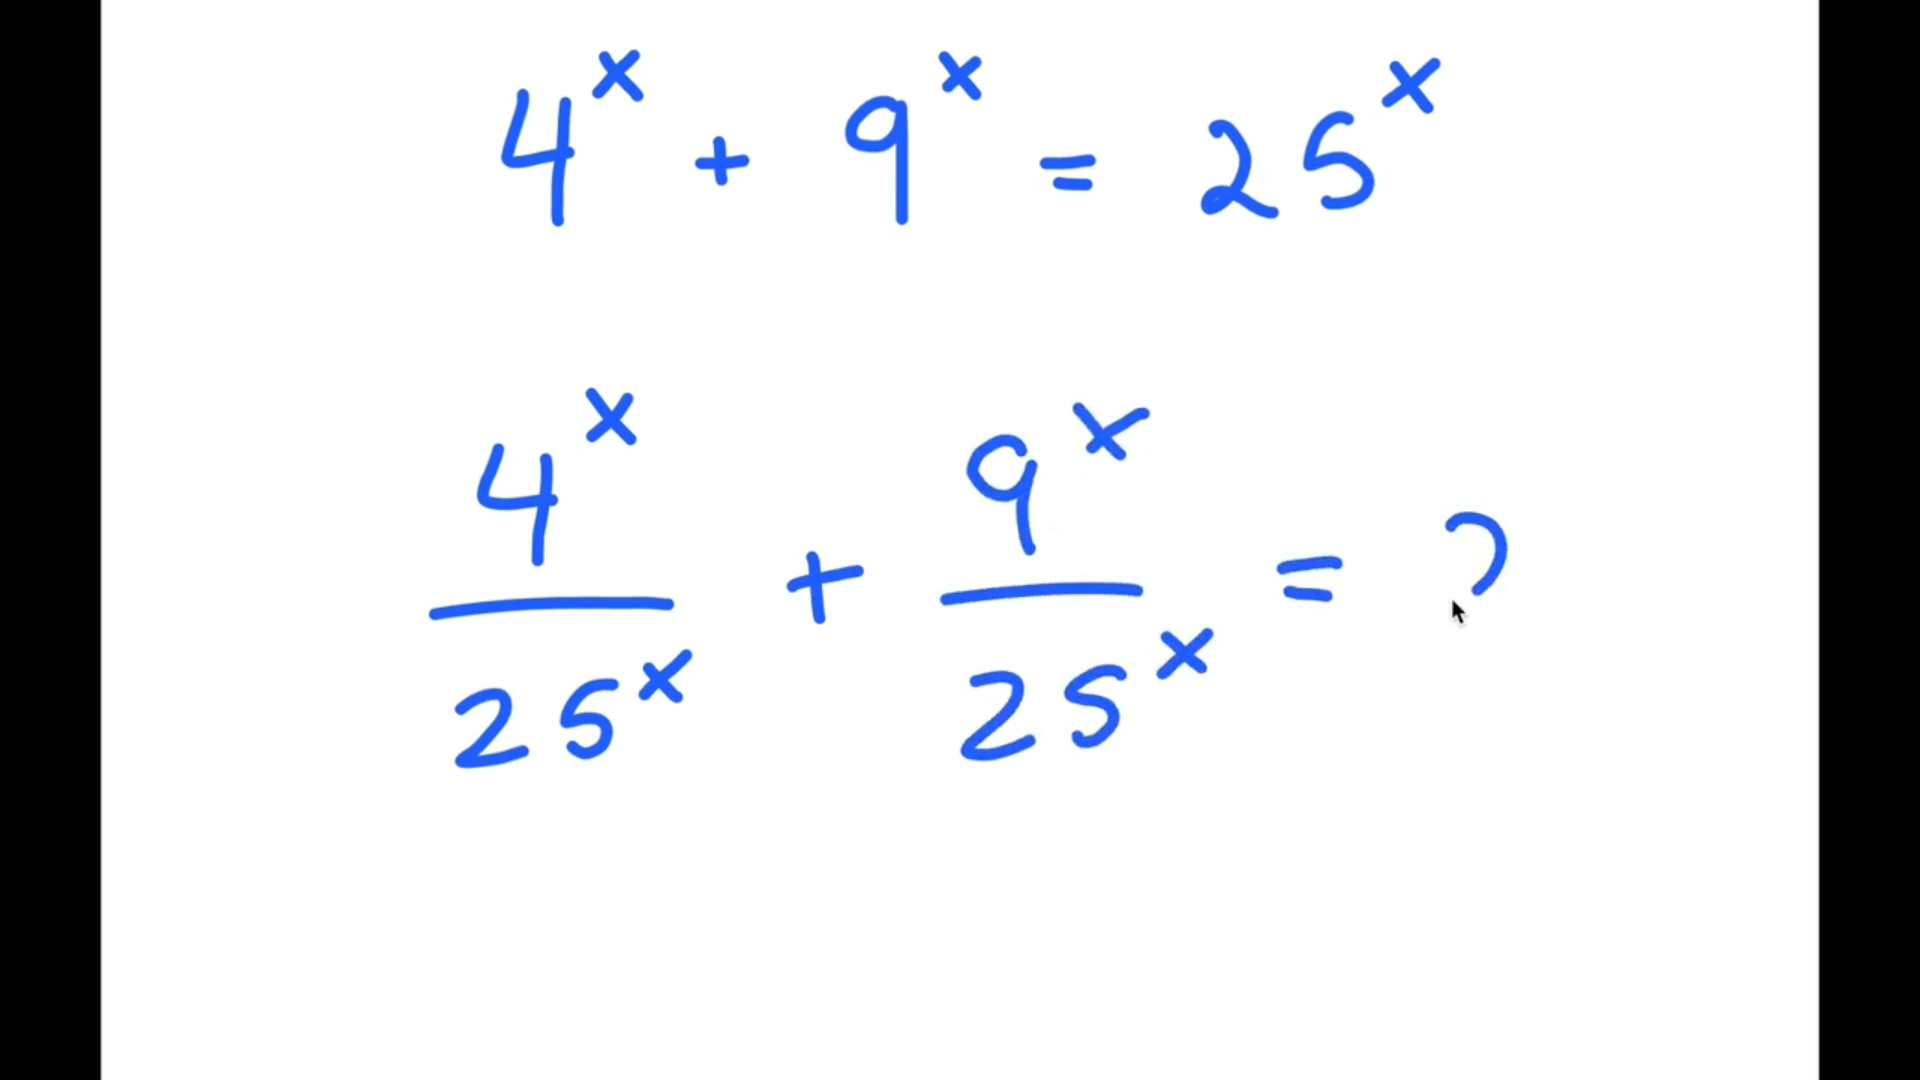 4^x + 9^x = 25^x
4^x/25^x + 9^x/25^x = ?